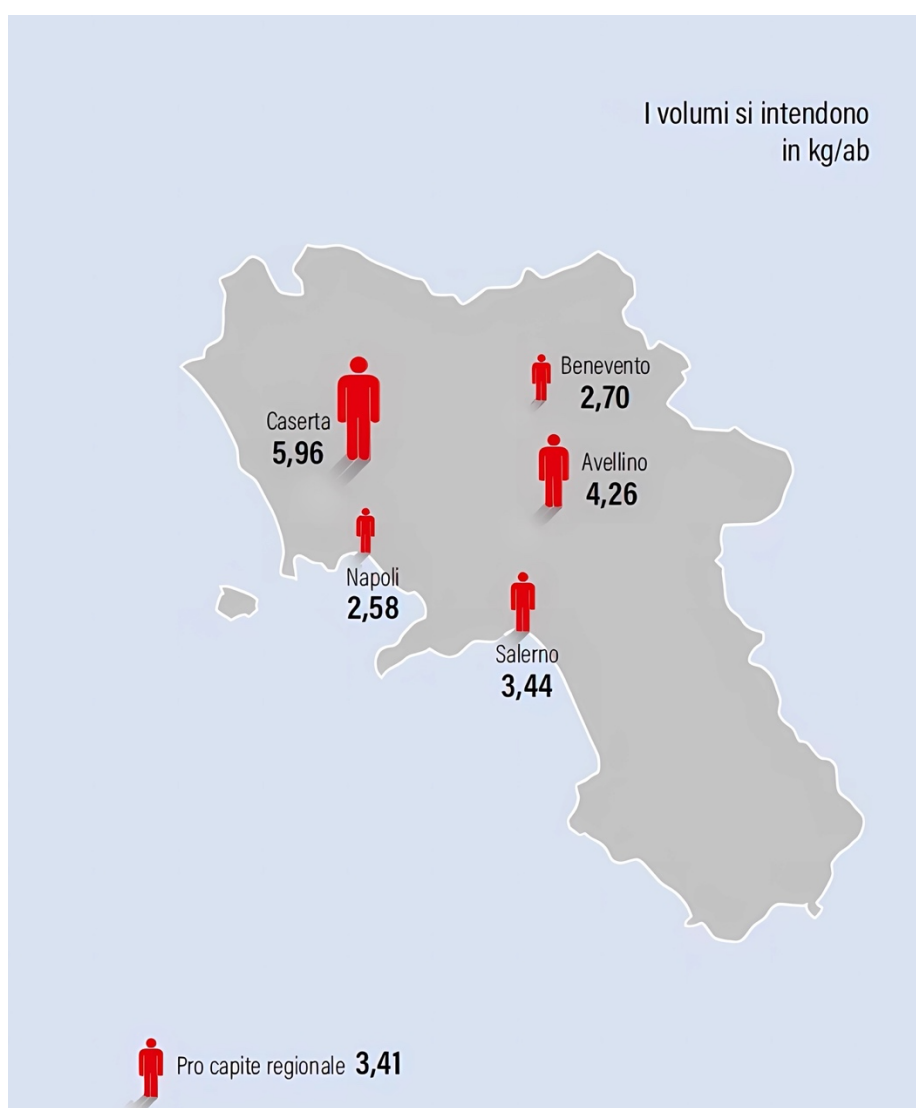 I volumi si intendono
in kg/ab
Benevento
2,70
Caserta
5,96
Avellino
4,26
Napoli
2,58
Salerno
3,44
Pro capite regionale 3,41